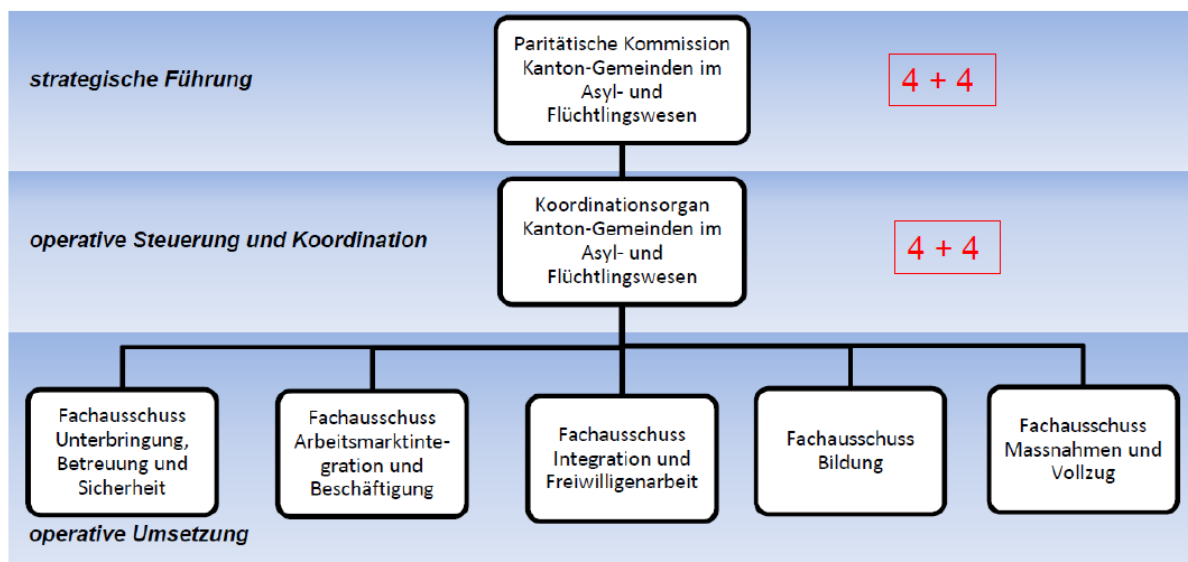 Paritätische Kommission
Kanton-Gemeinden im
Asyl- und
Flüchtlingswesen
strategische Führung
4 + 4
Koordinationsorgan
Kanton-Gemeinden im
Asyl- und
Flüchtlingswesen
operative Steuerung und Koordination
4 + 4
Fachausschuss
Unterbringung,
Betreuung und
Sicherheit
Fachausschuss
Arbeitsmarktinte-
gration und
Beschäftigung
Fachausschuss
Integration und
Freiwilligenarbeit
Fachausschuss
Bildung
Fachausschuss
Massnahmen und
Vollzug
operative Umsetzung